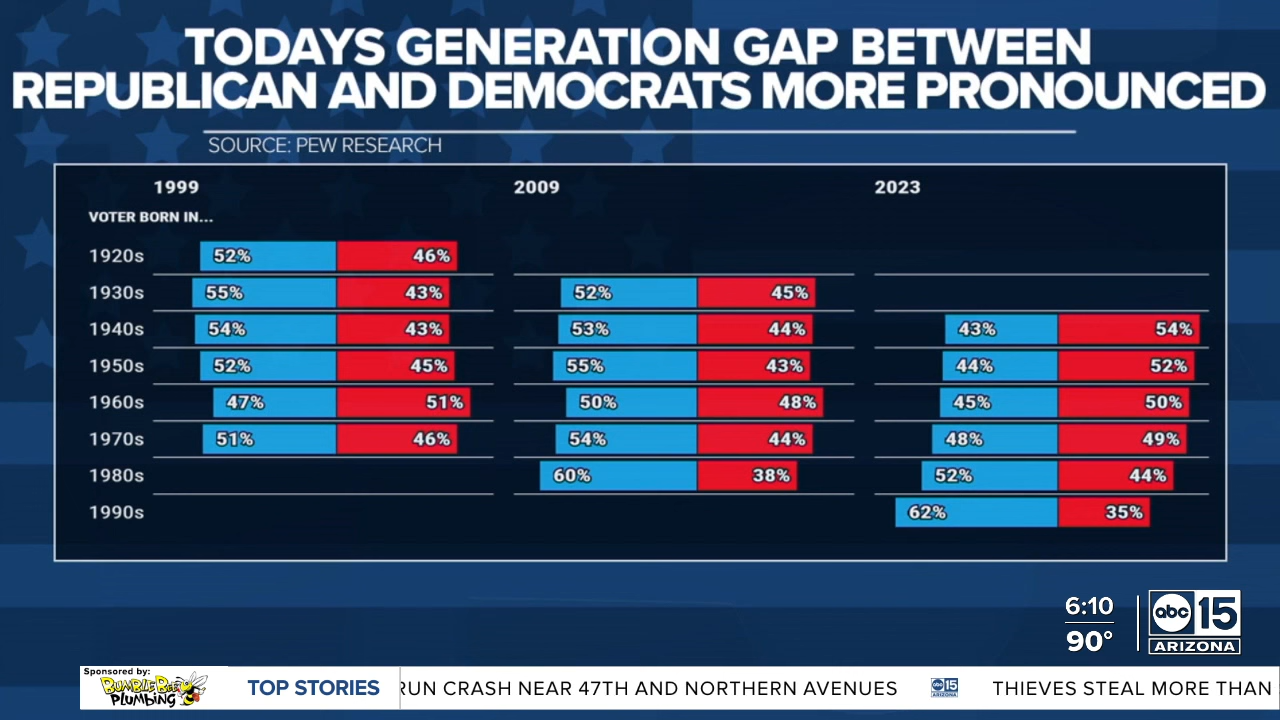 TODAYS GENERATION GAP BETWEEN
REPUBLICAN AND DEMOCRATS MORE PRONOUNCED
SOURCE: PEW RESEARCH
1999 2009 2023
VOTER BORN IN...
1920s 52% 46%
1930s 55% 43% 52% 45%
1940s 54% 43% 53% 44% 43% 54%
1950s 52% 45% 55% 43% 44% 52%
1960s 47% 51% 50% 48% 45% 50%
1970s 51% 46% 54% 44% 48% 49%
1980s 60% 38% 52% 44%
1990s 62% 35%
6:10
90°
abc 15
ARIZONA
Sponsored by:
BUMBLE BEE
PLUMBING
TOP STORIES
RUN CRASH NEAR 47TH AND NORTHERN AVENUES
abc 15
ARIZONA
THIEVES STEAL MORE THAN